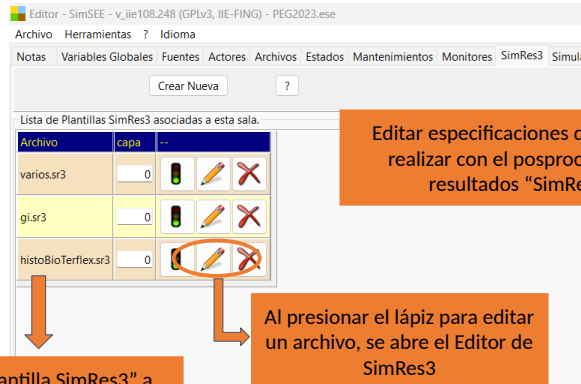 Editor - SimSEE - v_iie108.248 (GPLv3, IIE-FING) - PEG2023.ese
Archivo Herramientas ? Idioma
Notas Variables Globales Fuentes Actores Archivos Estados Mantenimientos Monitores SimRes3
Crear Nueva ?
Lista de Plantillas SimRes3 asociadas a esta sala.
Archivo capa --
varios.sr3 0
gi.sr3 0
histoBioTerflex.sr3 0
Editar especificaciones
realizar con el
resultados
Al presionar el lápiz para editar
un archivo, se abre el Editor de
SimRes3
SimRes3” a